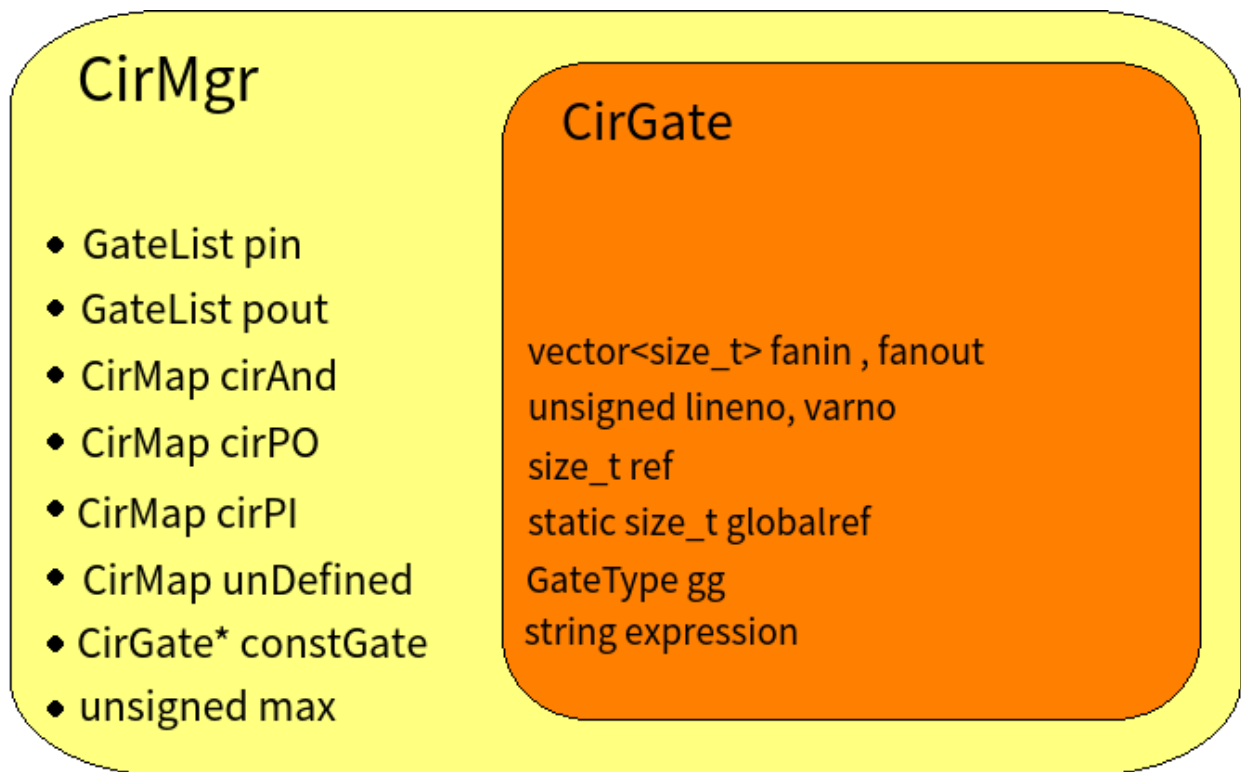 CirMgr
• GateList pin
• GateList pout
• CirMap cirAnd
• CirMap cirPO
• CirMap cirPI
• CirMap unDefined
• CirGate* constGate
• unsigned max
CirGate
vector<size_t> fanin , fanout
unsigned lineno, varno
size_t ref
static size_t globalref
GateType gg
string expression